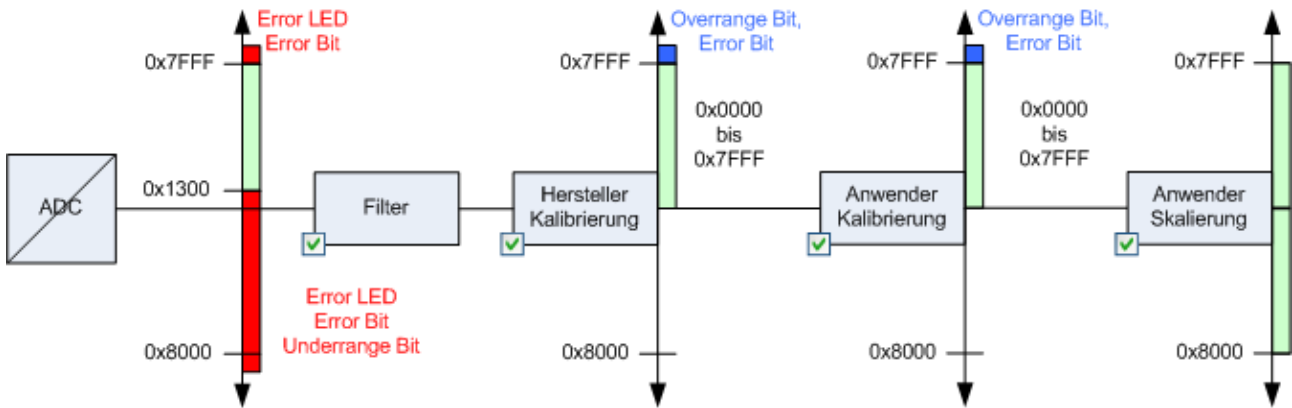 Error LED
Error Bit
0x7FFF
ADC
0x1300
0x8000
Error LED
Error Bit
Underrange Bit
Filter
Hersteller
Kalibrierung
Overrange Bit,
Error Bit
0x7FFF
0x0000
bis
0x7FFF
0x8000
Anwender
Kalibrierung
Overrange Bit,
Error Bit
0x7FFF
0x0000
bis
0x7FFF
0x8000
Anwender
Skalierung
0x7FFF
0x8000